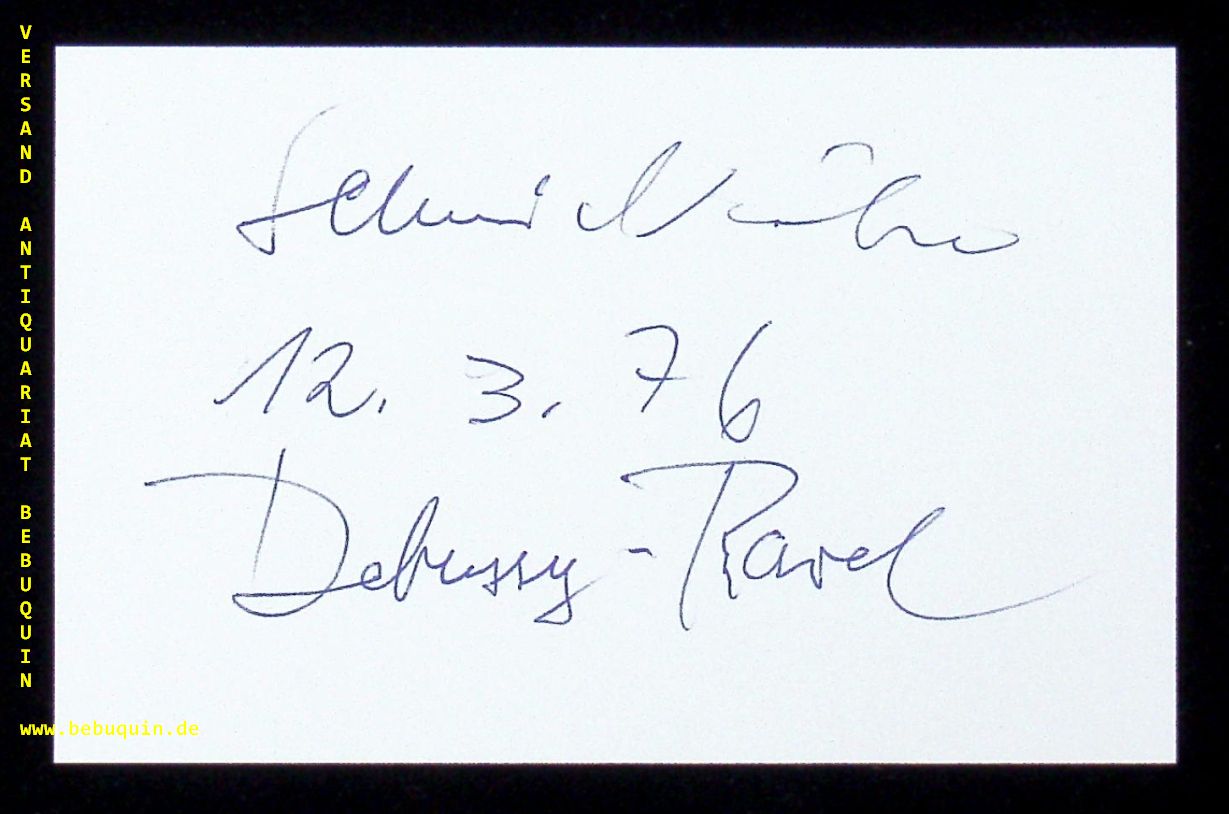 VERSAND ANTIQUARIAT BEBUQUIN
12. 3. 76
Debussy - Ravel
www.bebuquin.de